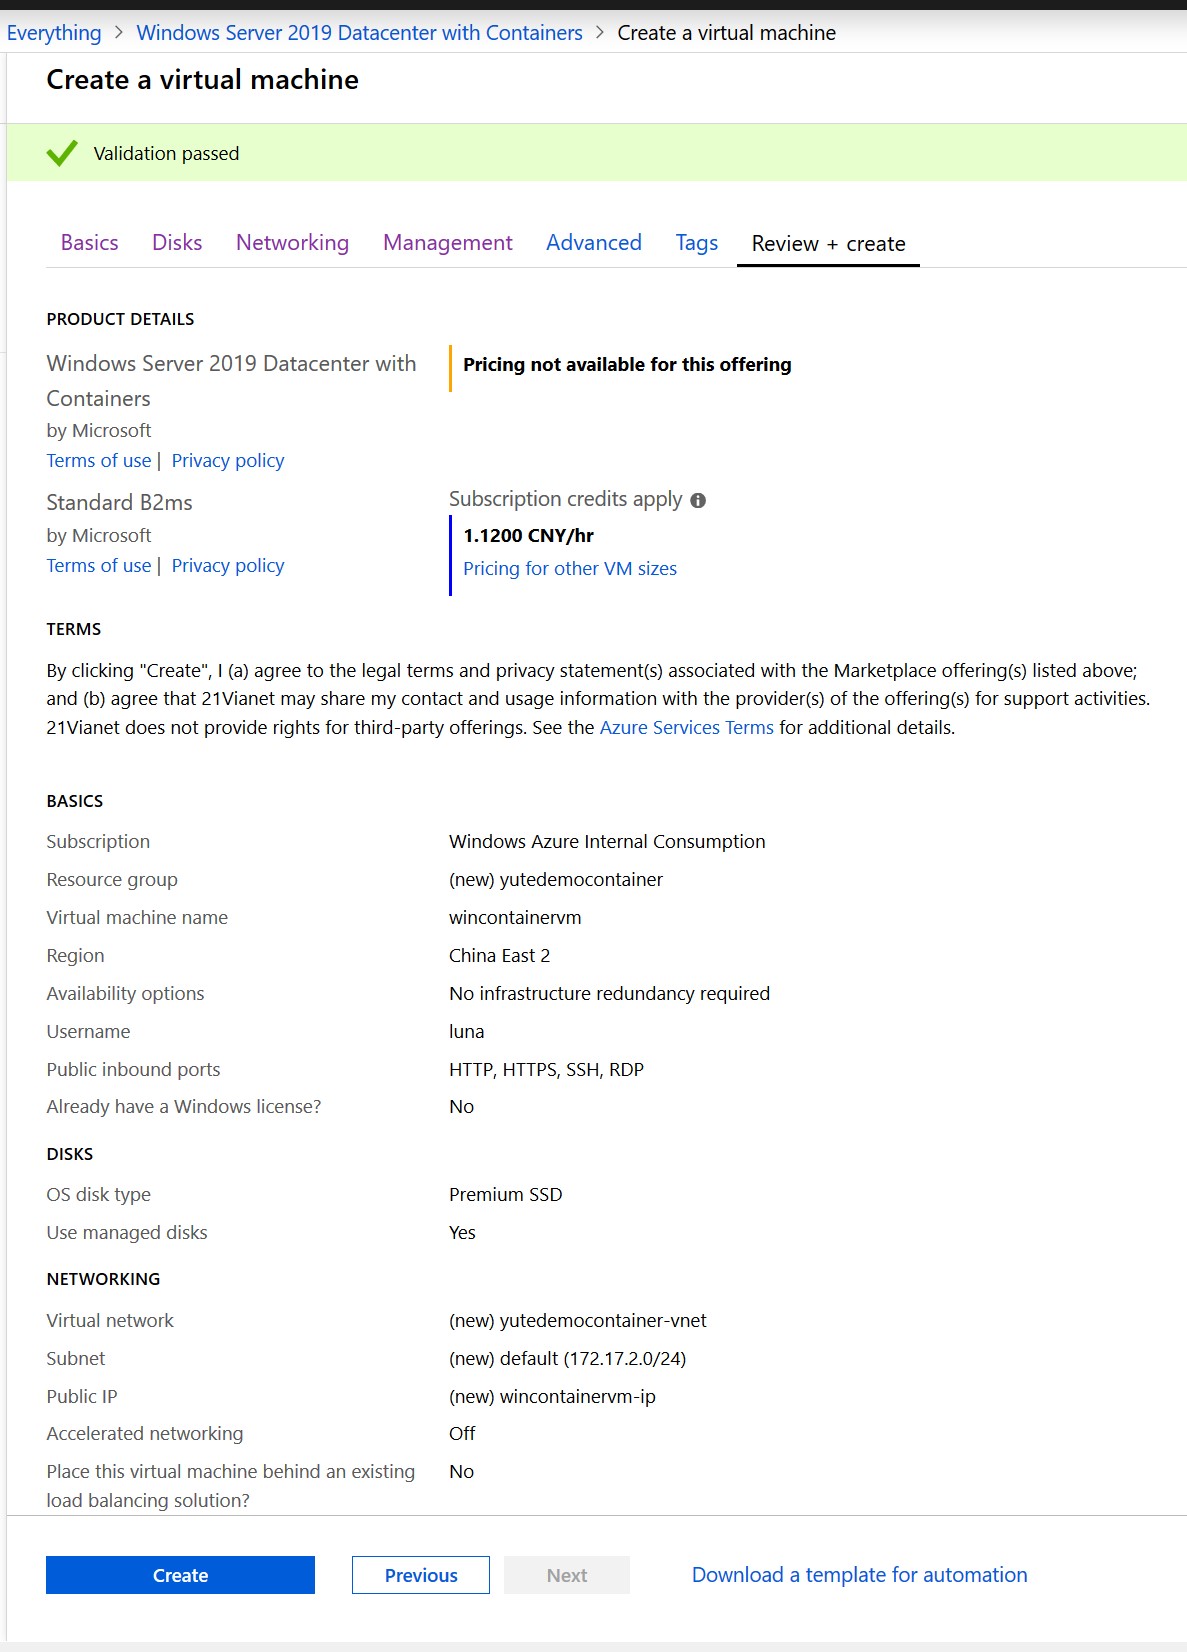 Everything > Windows Server 2019 Datacenter with Containers > Create a virtual machine
Create a virtual machine
Validation passed
Basics Disks Networking Management Advanced Tags Review + create
PRODUCT DETAILS
Windows Server 2019 Datacenter with
Containers
by Microsoft
Terms of use | Privacy policy
Pricing not available for this offering
Standard B2ms
by Microsoft
Terms of use | Privacy policy
Subscription credits apply
1.1200 CNY/hr
Pricing for other VM sizes
TERMS
By clicking "Create", I (a) agree to the legal terms and privacy statement(s) associated with the Marketplace offering(s) listed above;
and (b) agree that 21Vianet may share my contact and usage information with the provider(s) of the offering(s) for support activities.
21Vianet does not provide rights for third-party offerings. See the Azure Services Terms for additional details.
BASICS
Subscription Windows Azure Internal Consumption
Resource group (new) yutedemocontainer
Virtual machine name wincontainervm
Region China East 2
Availability options No infrastructure redundancy required
Username luna
Public inbound ports HTTP, HTTPS, SSH, RDP
Already have a Windows license? No
DISKS
OS disk type Premium SSD
Use managed disks Yes
NETWORKING
Virtual network (new) yutedemocontainer-vnet
Subnet (new) default (172.17.2.0/24)
Public IP (new) wincontainervm-ip
Accelerated networking Off
Place this virtual machine behind an existing No
load balancing solution?
Create Previous Next Download a template for automation